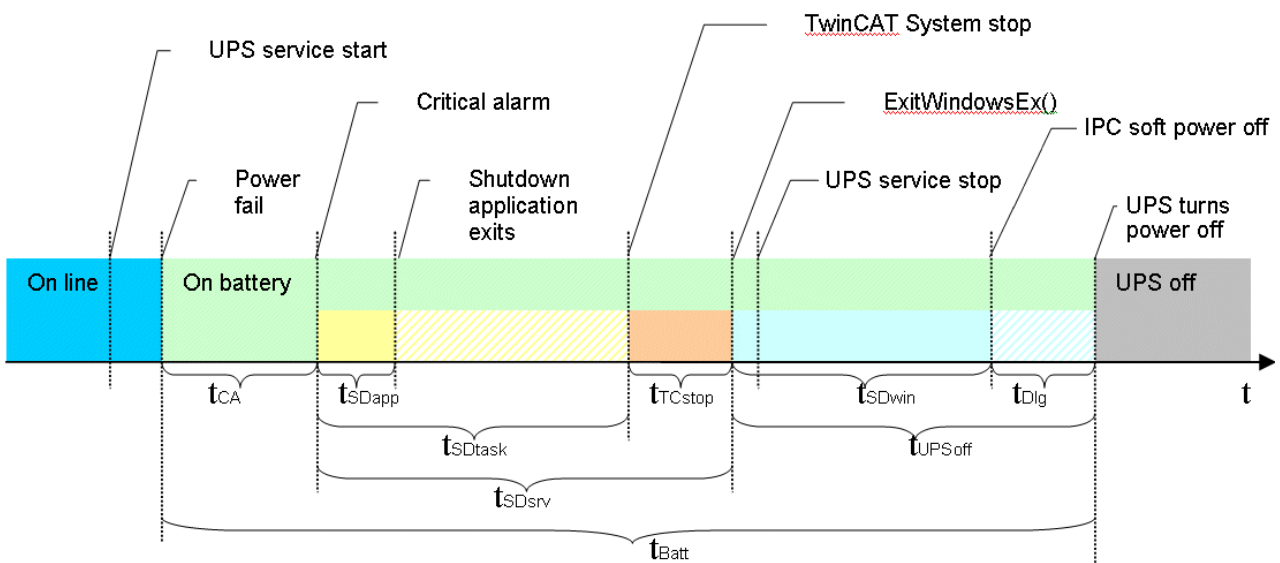 TwinCAT System stop
UPS service start
Critical alarm
ExitWindowsEx()
IPC soft power off
Power
fail
Shutdown
application
exits
UPS service stop
UPS turns
power off
On line
On battery
UPS off
tCA
tSDapp
tTCstop
tSDwin
tDlg
t
tSDtask
tUPSoff
tSDsrv
tBatt